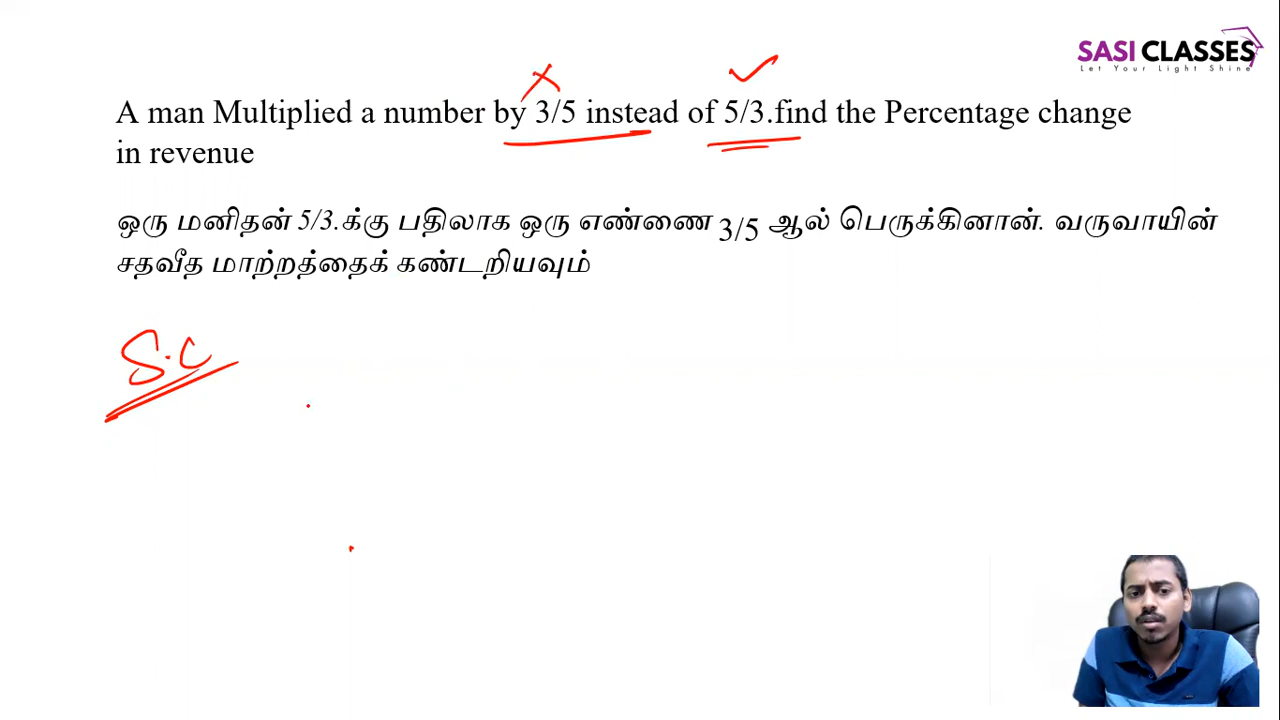 SASI CLASSES
Let Your Light Shine
A man Multiplied a number by 3/5 instead of 5/3.find the Percentage change
in revenue
ஒரு மனிதன் 5/3.க்கு பதிலாக ஒரு எண்ணை 3/5 ஆல் பெருக்கினான். வருவாயின்
சதவீத மாற்றத்தைக் கண்டறியவும்
S.C